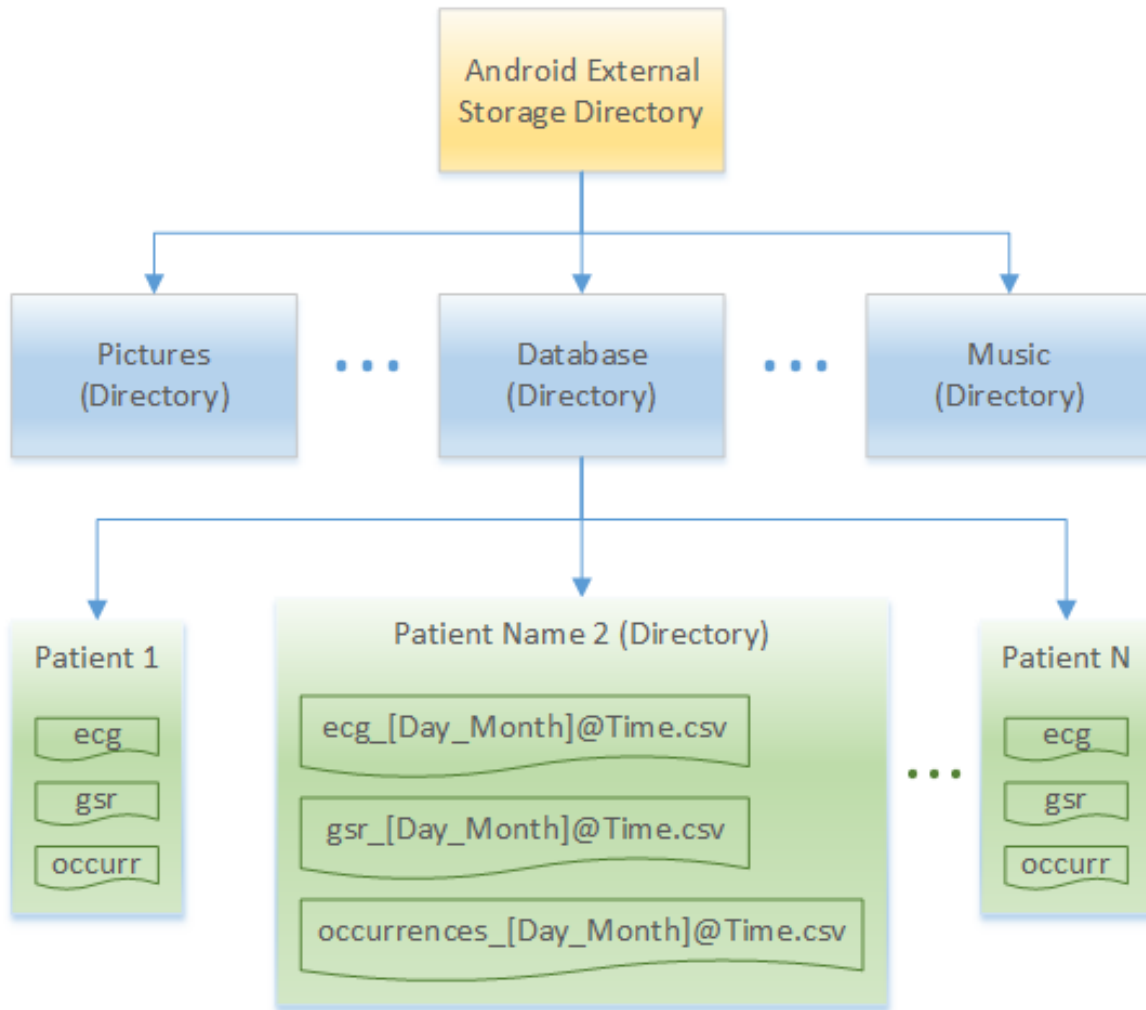 Android External
Storage Directory
Pictures
(Directory)
Database
(Directory)
Music
(Directory)
Patient 1
ecg
gsr
occurr
Patient Name 2 (Directory)
ecg_[Day_Month]@Time.csv
gsr_[Day_Month]@Time.csv
occurrences_[Day_Month]@Time.csv
Patient N
ecg
gsr
occurr